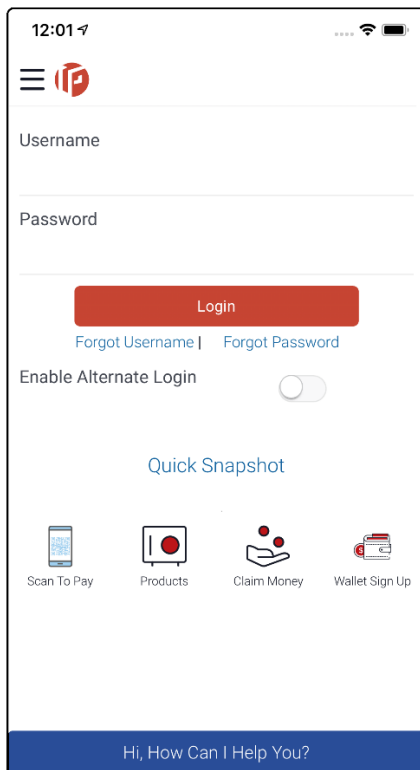 12:01
Username
Password
Login
Forgot Username | Forgot Password
Enable Alternate Login
Quick Snapshot
Scan To Pay Products Claim Money Wallet Sign Up
Hi, How Can I Help You?